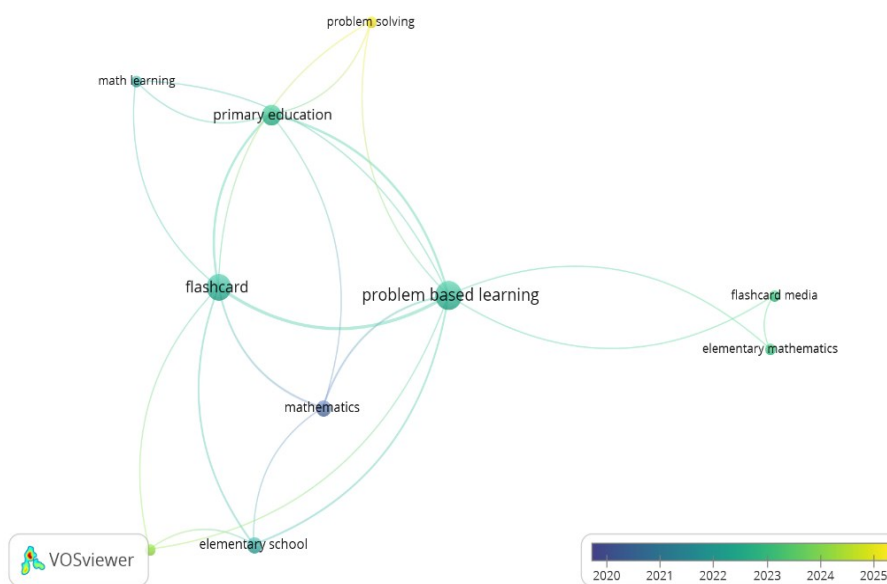 problem solving
math learning
primary education
flashcard
problem based learning
flashcard media
elementary mathematics
mathematics
elementary school
VOSviewer
2020 2021 2022 2023 2024 2025